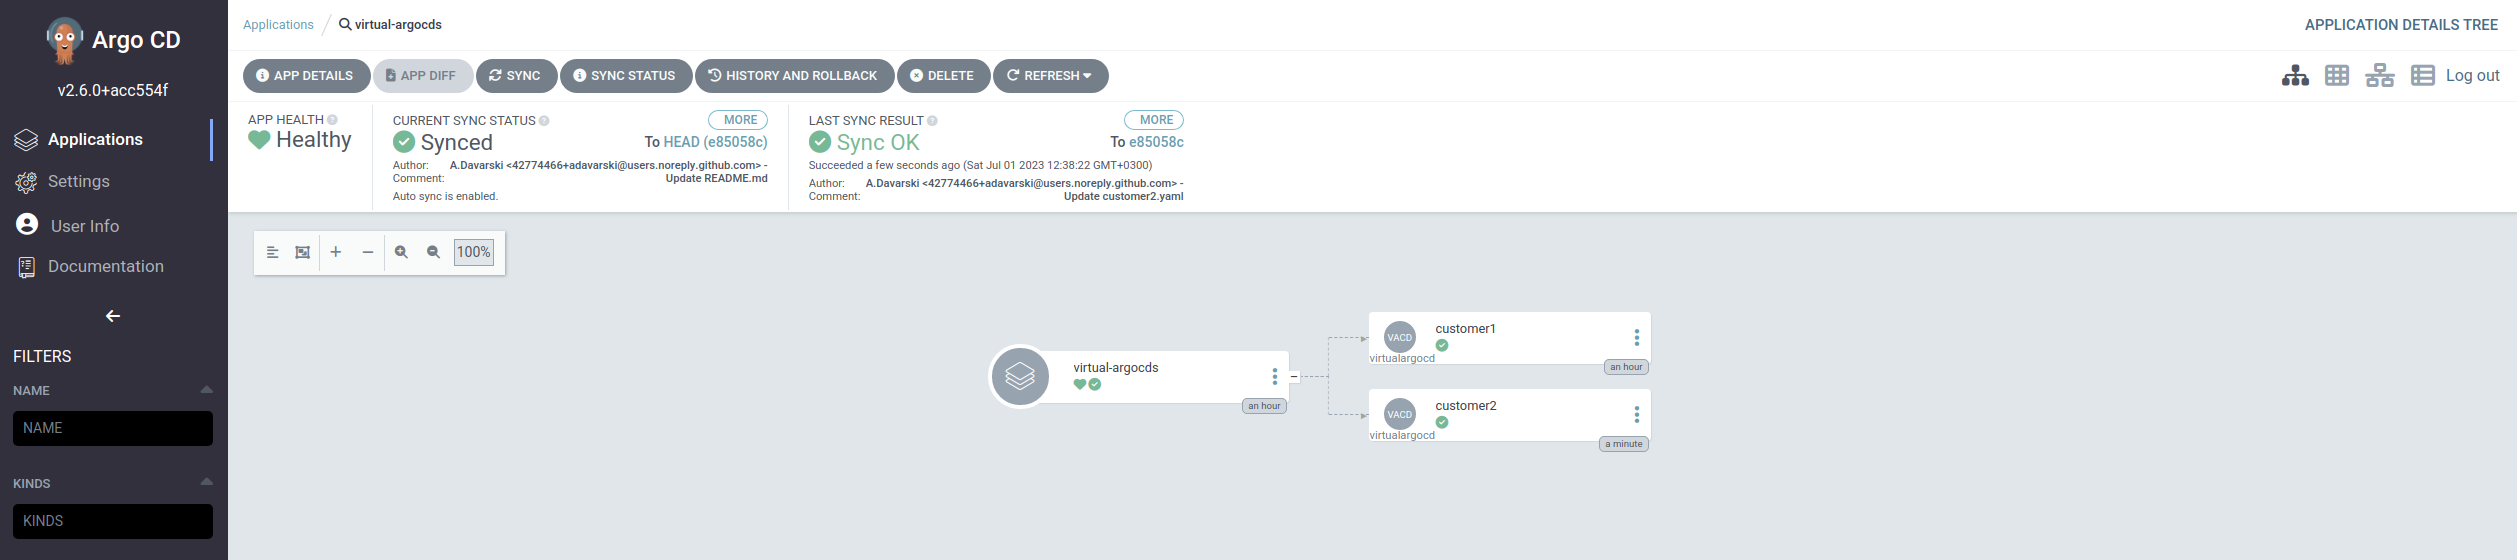 Argo CD
v2.6.0+acc554f
Applications
Settings
User Info
Documentation
FILTERS
NAME
NAME
KINDS
KINDS
Applications / virtual-argocds
APPLICATION DETAILS TREE
APP DETAILS APP DIFF SYNC SYNC STATUS HISTORY AND ROLLBACK DELETE REFRESH
Log out
APP HEALTH
Healthy
CURRENT SYNC STATUS MORE
Synced To HEAD (e85058c)
Author: A.Davarski <42774466+adavarski@users.noreply.github.com> -
Comment: Update README.md
Auto sync is enabled.
LAST SYNC RESULT MORE
Sync OK To e85058c
Succeeded a few seconds ago (Sat Jul 01 2023 12:38:22 GMT+0300)
Author: A.Davarski <42774466+adavarski@users.noreply.github.com> -
Comment: Update customer2.yaml
100%
virtual-argocds
an hour
customer1
VACD
virtualargocd
an hour
customer2
VACD
virtualargocd
a minute